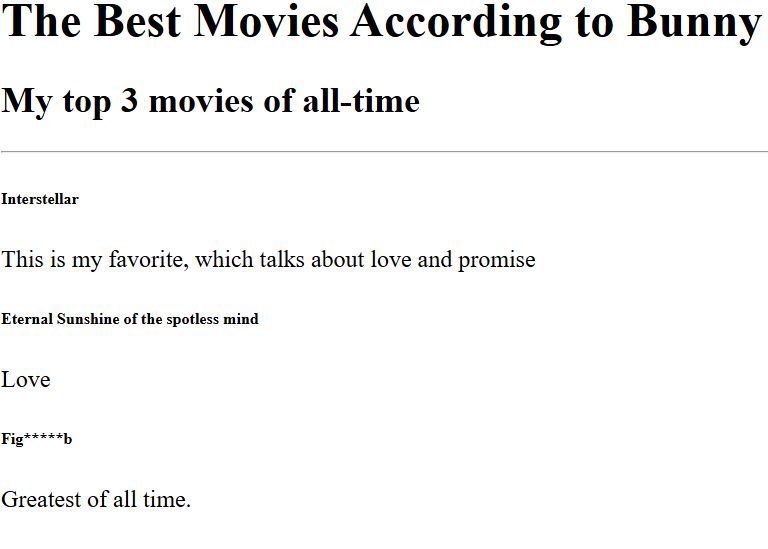 The Best Movies According to Bunny
My top 3 movies of all-time
Interstellar
This is my favorite, which talks about love and promise
Eternal Sunshine of the spotless mind
Love
Fig*****b
Greatest of all time.